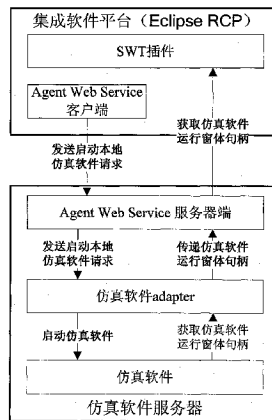 集成软件平台（Eclipse RCP）
SWT插件
Agent Web Service
客户端
获取仿真软件
运行窗体句柄
发送启动本地
仿真软件请求
Agent Web Service 服务器端
发送启动本地
仿真软件请求
传递仿真软件
运行窗体句柄
仿真软件adapter
启动仿真软件
获取仿真软件
运行窗体句柄
仿真软件
仿真软件服务器